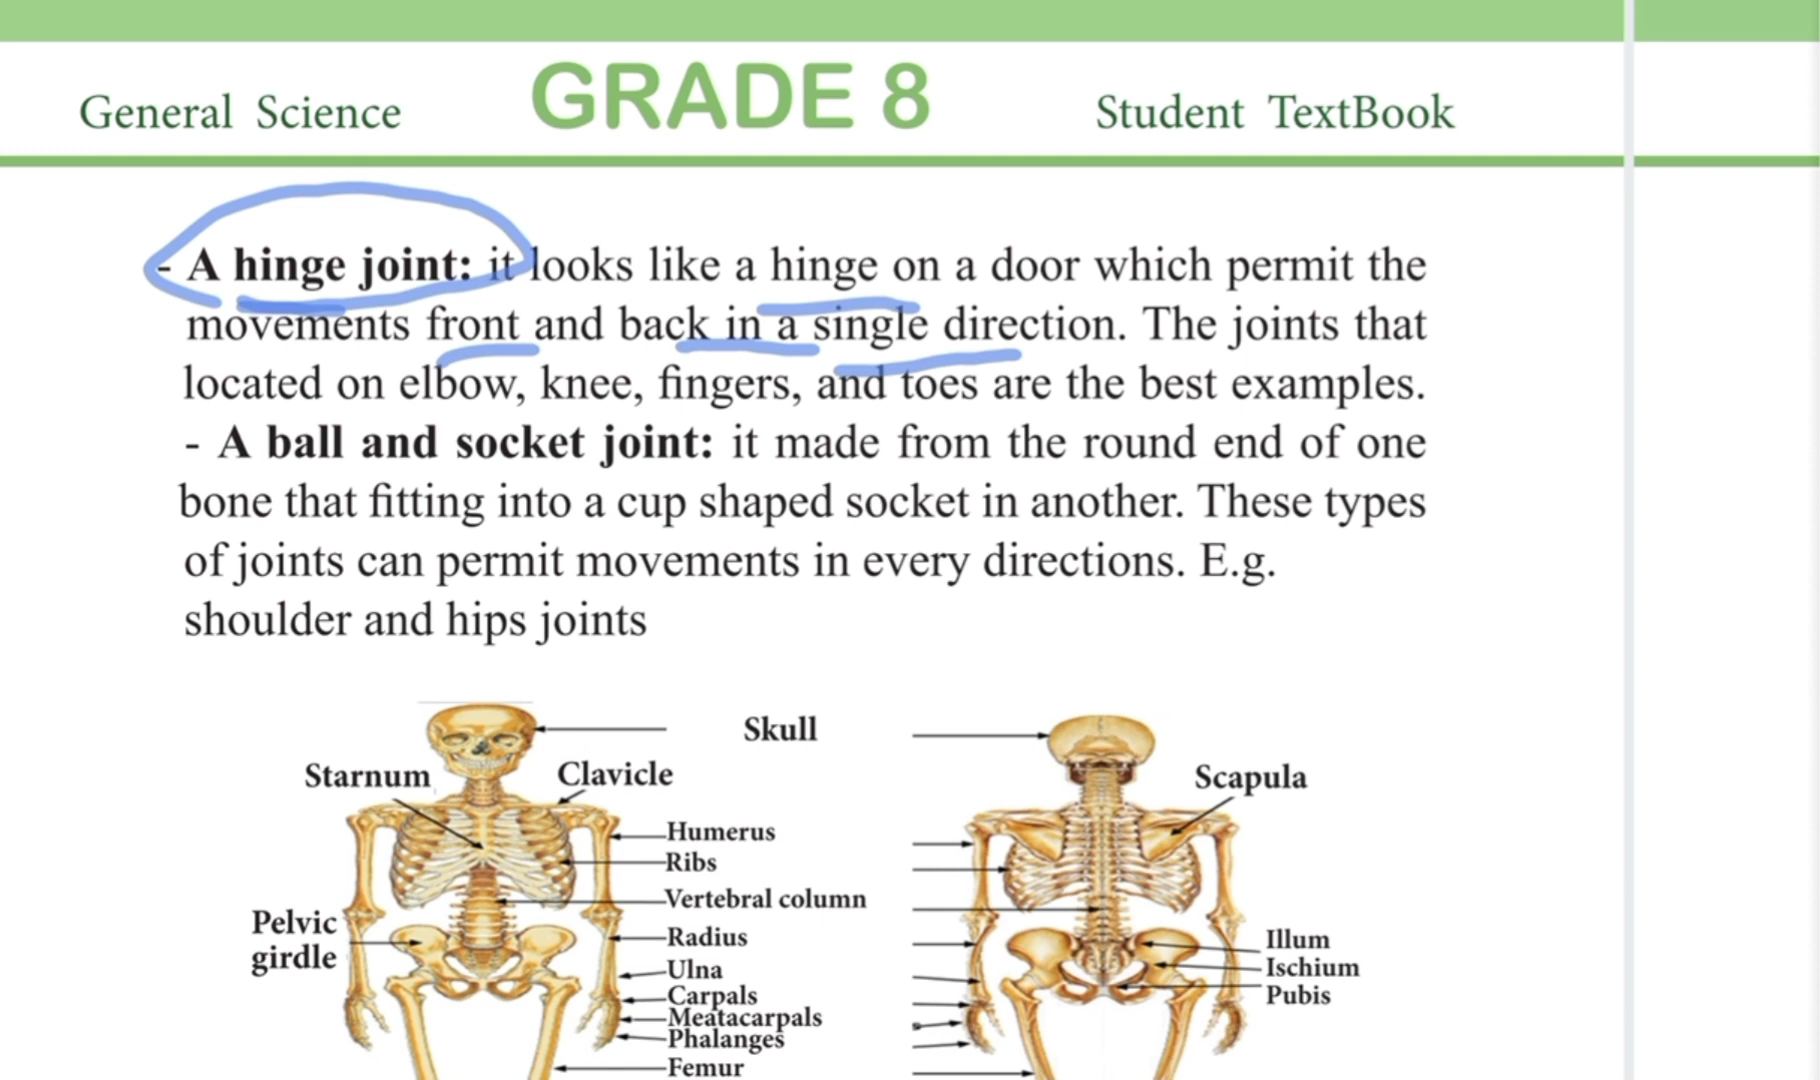 General Science GRADE 8 Student TextBook
- A hinge joint: it looks like a hinge on a door which permit the
movements front and back in a single direction. The joints that
located on elbow, knee, fingers, and toes are the best examples.
- A ball and socket joint: it made from the round end of one
bone that fitting into a cup shaped socket in another. These types
of joints can permit movements in every directions. E.g.
shoulder and hips joints
Skull
Starnum
Clavicle
Scapula
Humerus
Ribs
Vertebral column
Pelvic
girdle
Radius
Ulna
Carpals
Meatacarpals
Phalanges
Femur
Illum
Ischium
Pubis